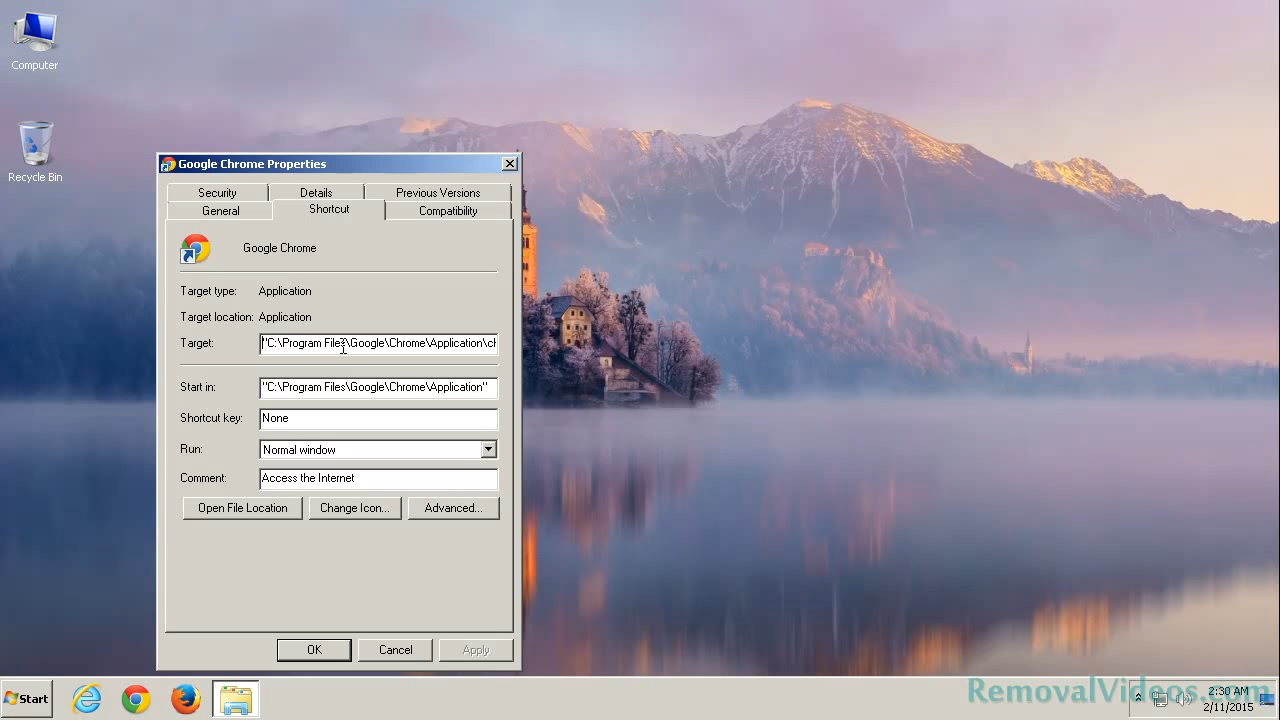 Computer
Recycle Bin
Google Chrome Properties
Security Details Previous Versions
General Shortcut Compatibility
Google Chrome
Target type: Application
Target location: Application
Target: "C:\Program Files\Google\Chrome\Application\ch
Start in: "C:\Program Files\Google\Chrome\Application"
Shortcut key: None
Run: Normal window
Comment: Access the Internet
Open File Location Change Icon... Advanced...
OK Cancel Apply
Start
RemovalVideos.com
2:30 AM
2/11/2015